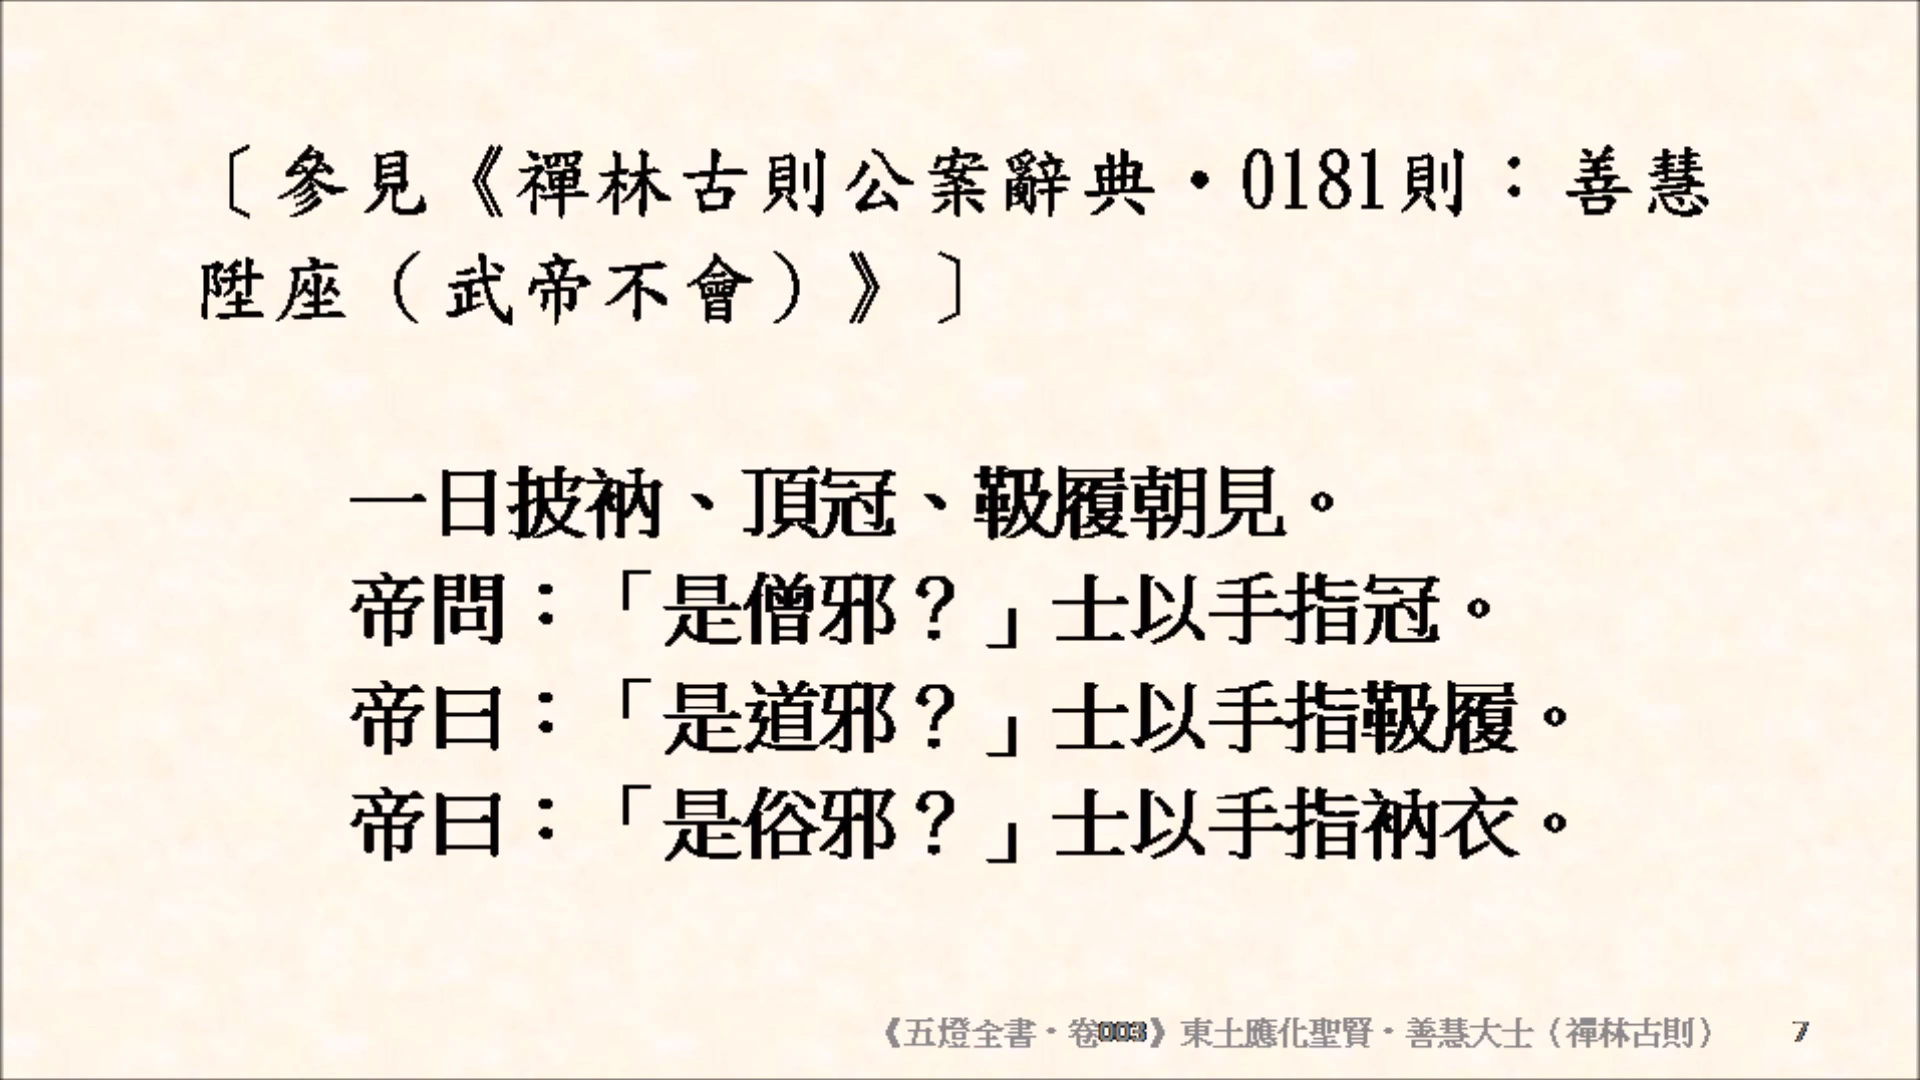 〔參見《禪林古則公案辭典·0181則：善慧
陞座（武帝不會）》〕
一日披衲、頂冠、靸履朝見。
帝問：「是僧邪？」士以手指冠。
帝曰：「是道邪？」士以手指靸履。
帝曰：「是俗邪？」士以手指衲衣。
《五燈全書·卷003》東土應化聖賢·善慧大士（禪林古則） 7